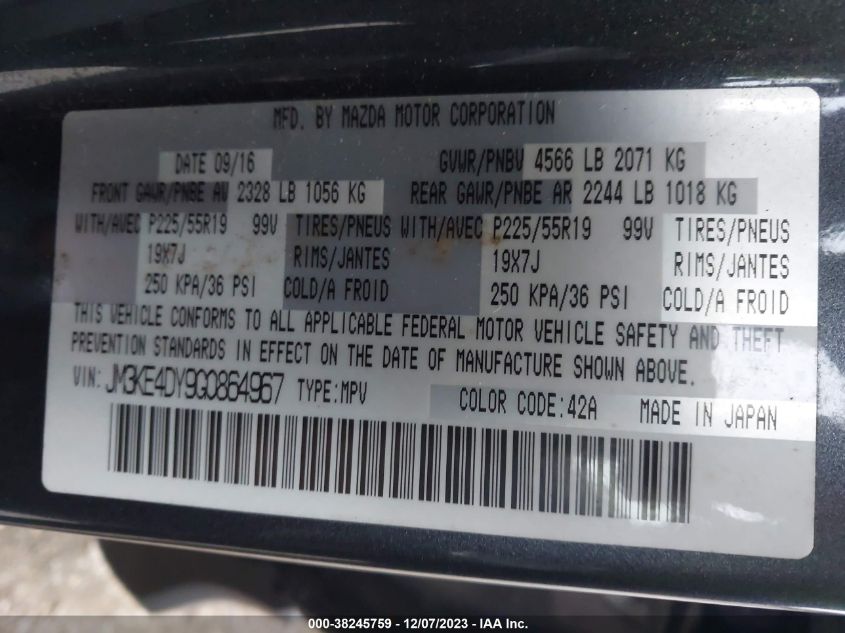 MFD. BY MAZDA MOTOR CORPORATION
DATE 09/16 GVWR/PNBV 4566 LB 2071 KG
FRONT GAWR/PNBE AV 2328 LB 1056 KG REAR GAWR/PNBE AR 2244 LB 1018 KG
WITH/AVEC P225/55R19 99V TIRES/PNEUS WITH/AVEC P225/55R19 99V TIRES/PNEUS
19X7J RIMS/JANTES 19X7J RIMS/JANTES
250 KPA/36 PSI COLD/A FROID 250 KPA/36 PSI COLD/A FROID
THIS VEHICLE CONFORMS TO ALL APPLICABLE FEDERAL MOTOR VEHICLE SAFETY AND THEFT
PREVENTION STANDARDS IN EFFECT ON THE DATE OF MANUFACTURE SHOWN ABOVE.
VIN: JM3KE4DY9G0864967 TYPE:MPV COLOR CODE:42A MADE IN JAPAN
000-38245759 - 12/07/2023 - IAA Inc.